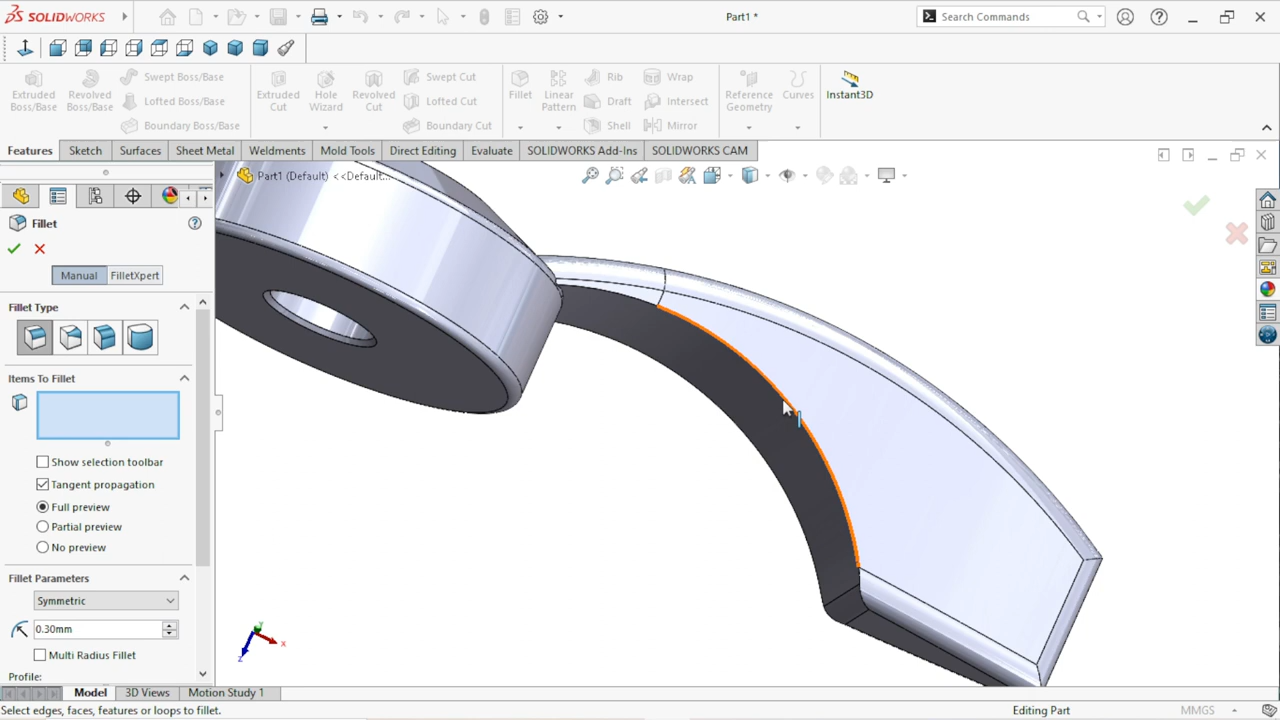 SOLIDWORKS
Part1 *
Search Commands
Extruded Boss/Base
Revolved Boss/Base
Swept Boss/Base
Lofted Boss/Base
Boundary Boss/Base
Extruded Cut
Hole Wizard
Revolved Cut
Swept Cut
Lofted Cut
Boundary Cut
Fillet
Linear Pattern
Rib
Draft
Shell
Wrap
Intersect
Mirror
Reference Geometry
Curves
Instant3D
Features
Sketch
Surfaces
Sheet Metal
Weldments
Mold Tools
Direct Editing
Evaluate
SOLIDWORKS Add-Ins
SOLIDWORKS CAM
Part1 (Default) <<Default...
Fillet
Manual
FilletXpert
Fillet Type
Items To Fillet
Show selection toolbar
Tangent propagation
Full preview
Partial preview
No preview
Fillet Parameters
Symmetric
0.30mm
Multi Radius Fillet
Profile:
Y
X
Z
Model
3D Views
Motion Study 1
Select edges, faces, features or loops to fillet.
Editing Part
MMGS